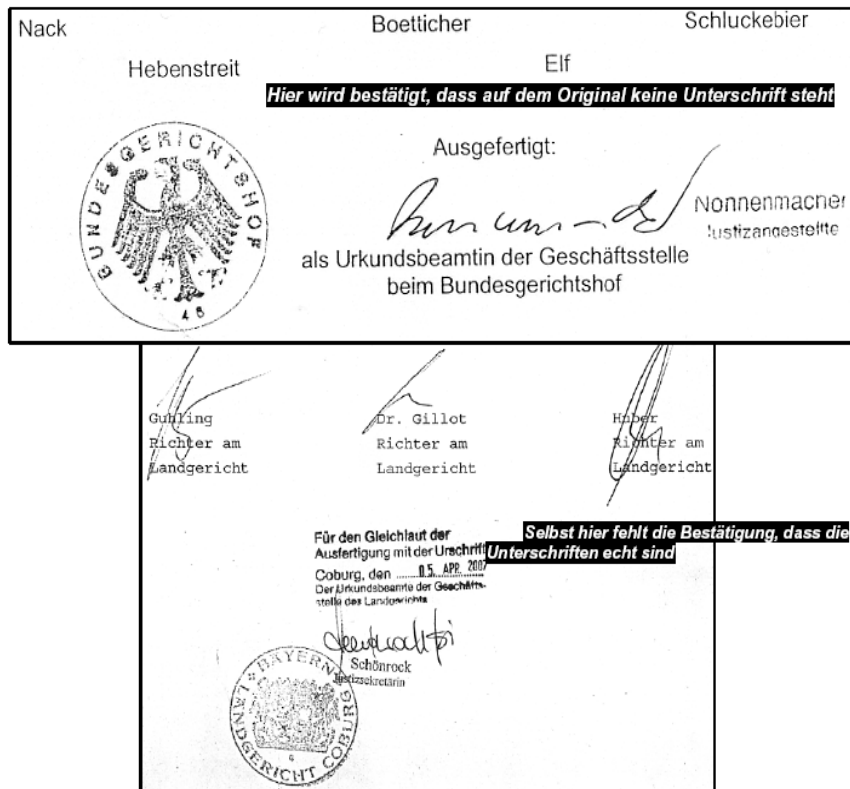 Nack Boetticher Schluckebier
Hebenstreit Elf
Hier wird bestätigt, dass auf dem Original keine Unterschrift steht
Ausgefertigt:
Nonnenmacher
Justizangestellte
als Urkundsbeamtin der Geschäftsstelle
beim Bundesgerichtshof
BUNDESGERICHTSHOF
46
Guhling Dr. Gillot Huber
Richter am Richter am Richter am
Landgericht Landgericht Landgericht
Für den Gleichlaut der
Ausfertigung mit der Urschrift
Selbst hier fehlt die Bestätigung, dass die
Unterschriften echt sind
Coburg, den 05. APR. 2007
Der Urkundsbeamte der Geschäfts-
stelle des Landgerichts
Schönrock
Justizsekretärin
BAYERN
LANDGERICHT COBURG